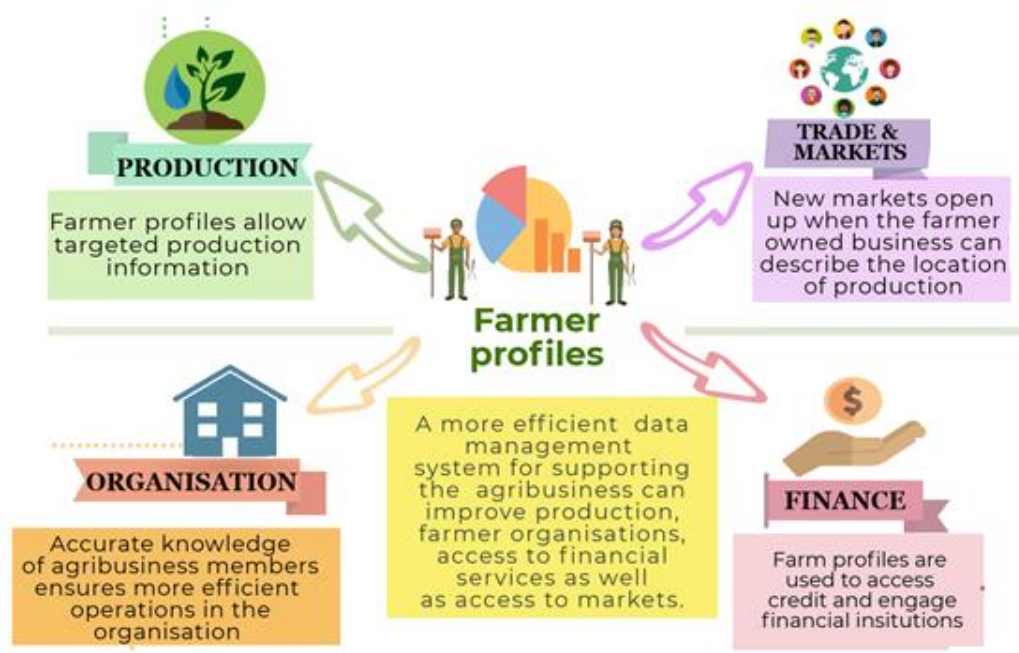 PRODUCTION
Farmer profiles allow
targeted production
information
TRADE &
MARKETS
New markets open
up when the farmer
owned business can
describe the location
of production
Farmer
profiles
ORGANISATION
Accurate knowledge
of agribusiness members
ensures more efficient
operations in the
organisation
A more efficient data
management
system for supporting
the agribusiness can
improve production,
farmer organisations,
access to financial
services as well
as access to markets.
$
FINANCE
Farm profiles are
used to access
credit and engage
financial insitutions